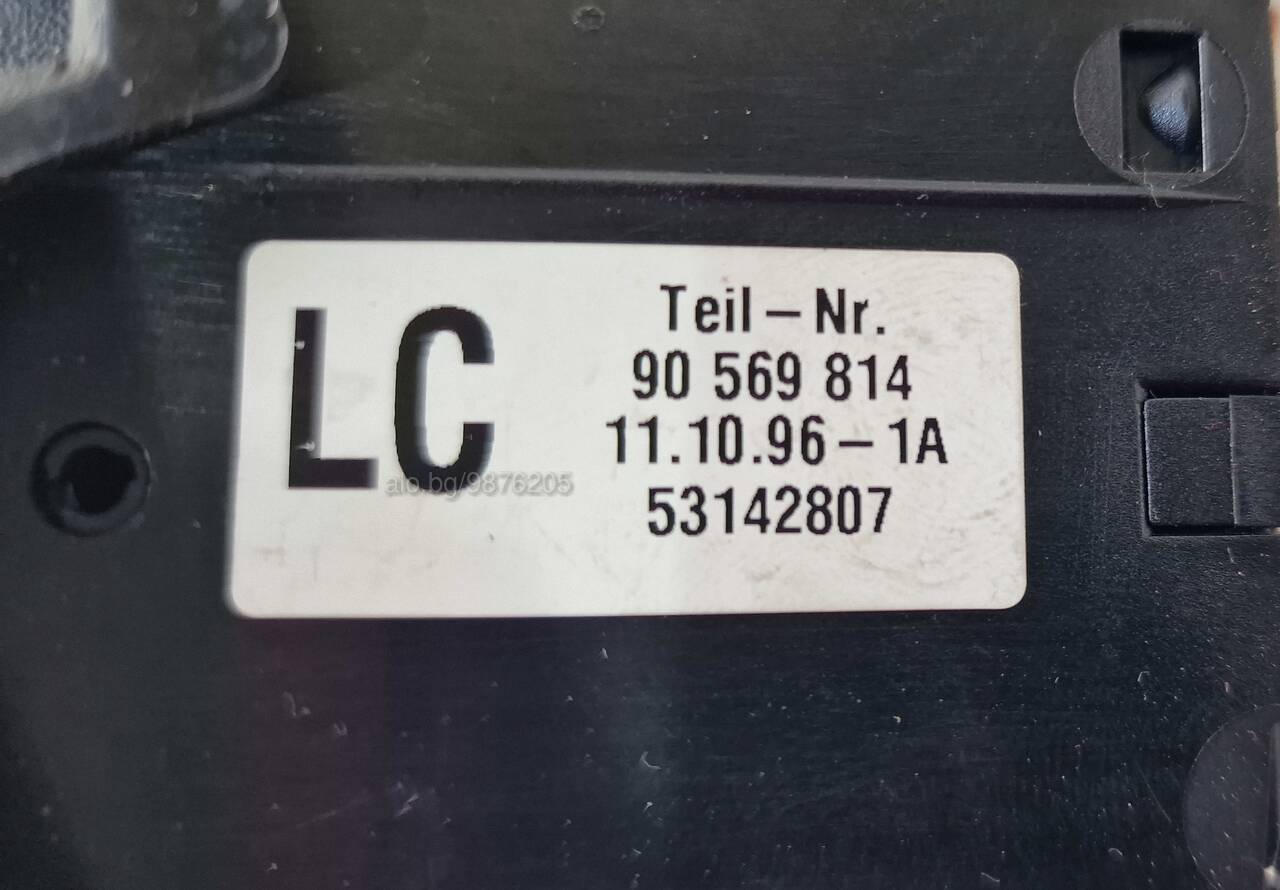 LC
Teil – Nr.
90 569 814
11.10.96 – 1A
53142807
alo.bg/9876205